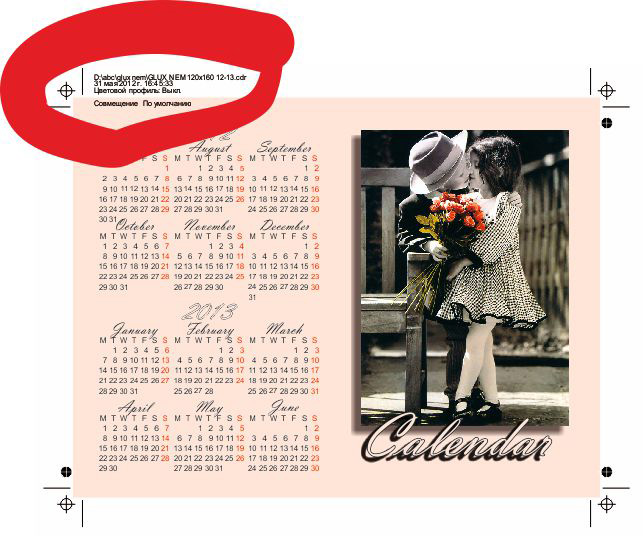 D:\abc\glux nem\GLUX NEM 120x160 12-13.cdr
31 мая 2012 г. 16:45:33
Цветовой профиль: Выкл.
Совмещение По умолчанию
August September
F S S M T W T F S S M T W T F S S
1 1 2 3 4 5 1 2
2 3 4 5 6 7 8 6 7 8 9 10 11 12 3 4 5 6 7 8 9
9 10 11 12 13 14 15 13 14 15 16 17 18 19 10 11 12 13 14 15 16
16 17 18 19 20 21 22 20 21 22 23 24 25 26 17 18 19 20 21 22 23
23 24 25 26 27 28 29 27 28 29 30 31 24 25 26 27 28 29 30
30 31
October November December
M T W T F S S M T W T F S S M T W T F S S
1 2 3 4 5 6 7 1 2 3 4 1 2
8 9 10 11 12 13 14 5 6 7 8 9 10 11 3 4 5 6 7 8 9
15 16 17 18 19 20 21 12 13 14 15 16 17 18 10 11 12 13 14 15 16
22 23 24 25 26 27 28 19 20 21 22 23 24 25 17 18 19 20 21 22 23
29 30 31 26 27 28 29 30 24 25 26 27 28 29 30
31
2013
January February March
M T W T F S S M T W T F S S M T W T F S S
1 2 3 4 5 6 1 2 3 1 2 3
7 8 9 10 11 12 13 4 5 6 7 8 9 10 4 5 6 7 8 9 10
14 15 16 17 18 19 20 11 12 13 14 15 16 17 11 12 13 14 15 16 17
21 22 23 24 25 26 27 18 19 20 21 22 23 24 18 19 20 21 22 23 24
28 29 30 31 25 26 27 28 25 26 27 28 29 30 31
April May June
M T W T F S S M T W T F S S M T W T F S S
1 2 3 4 5 6 7 1 2 3 4 5 1 2
8 9 10 11 12 13 14 6 7 8 9 10 11 12 3 4 5 6 7 8 9
15 16 17 18 19 20 21 13 14 15 16 17 18 19 10 11 12 13 14 15 16
22 23 24 25 26 27 28 20 21 22 23 24 25 26 17 18 19 20 21 22 23
29 30 27 28 29 30 31 24 25 26 27 28 29 30
Calendar